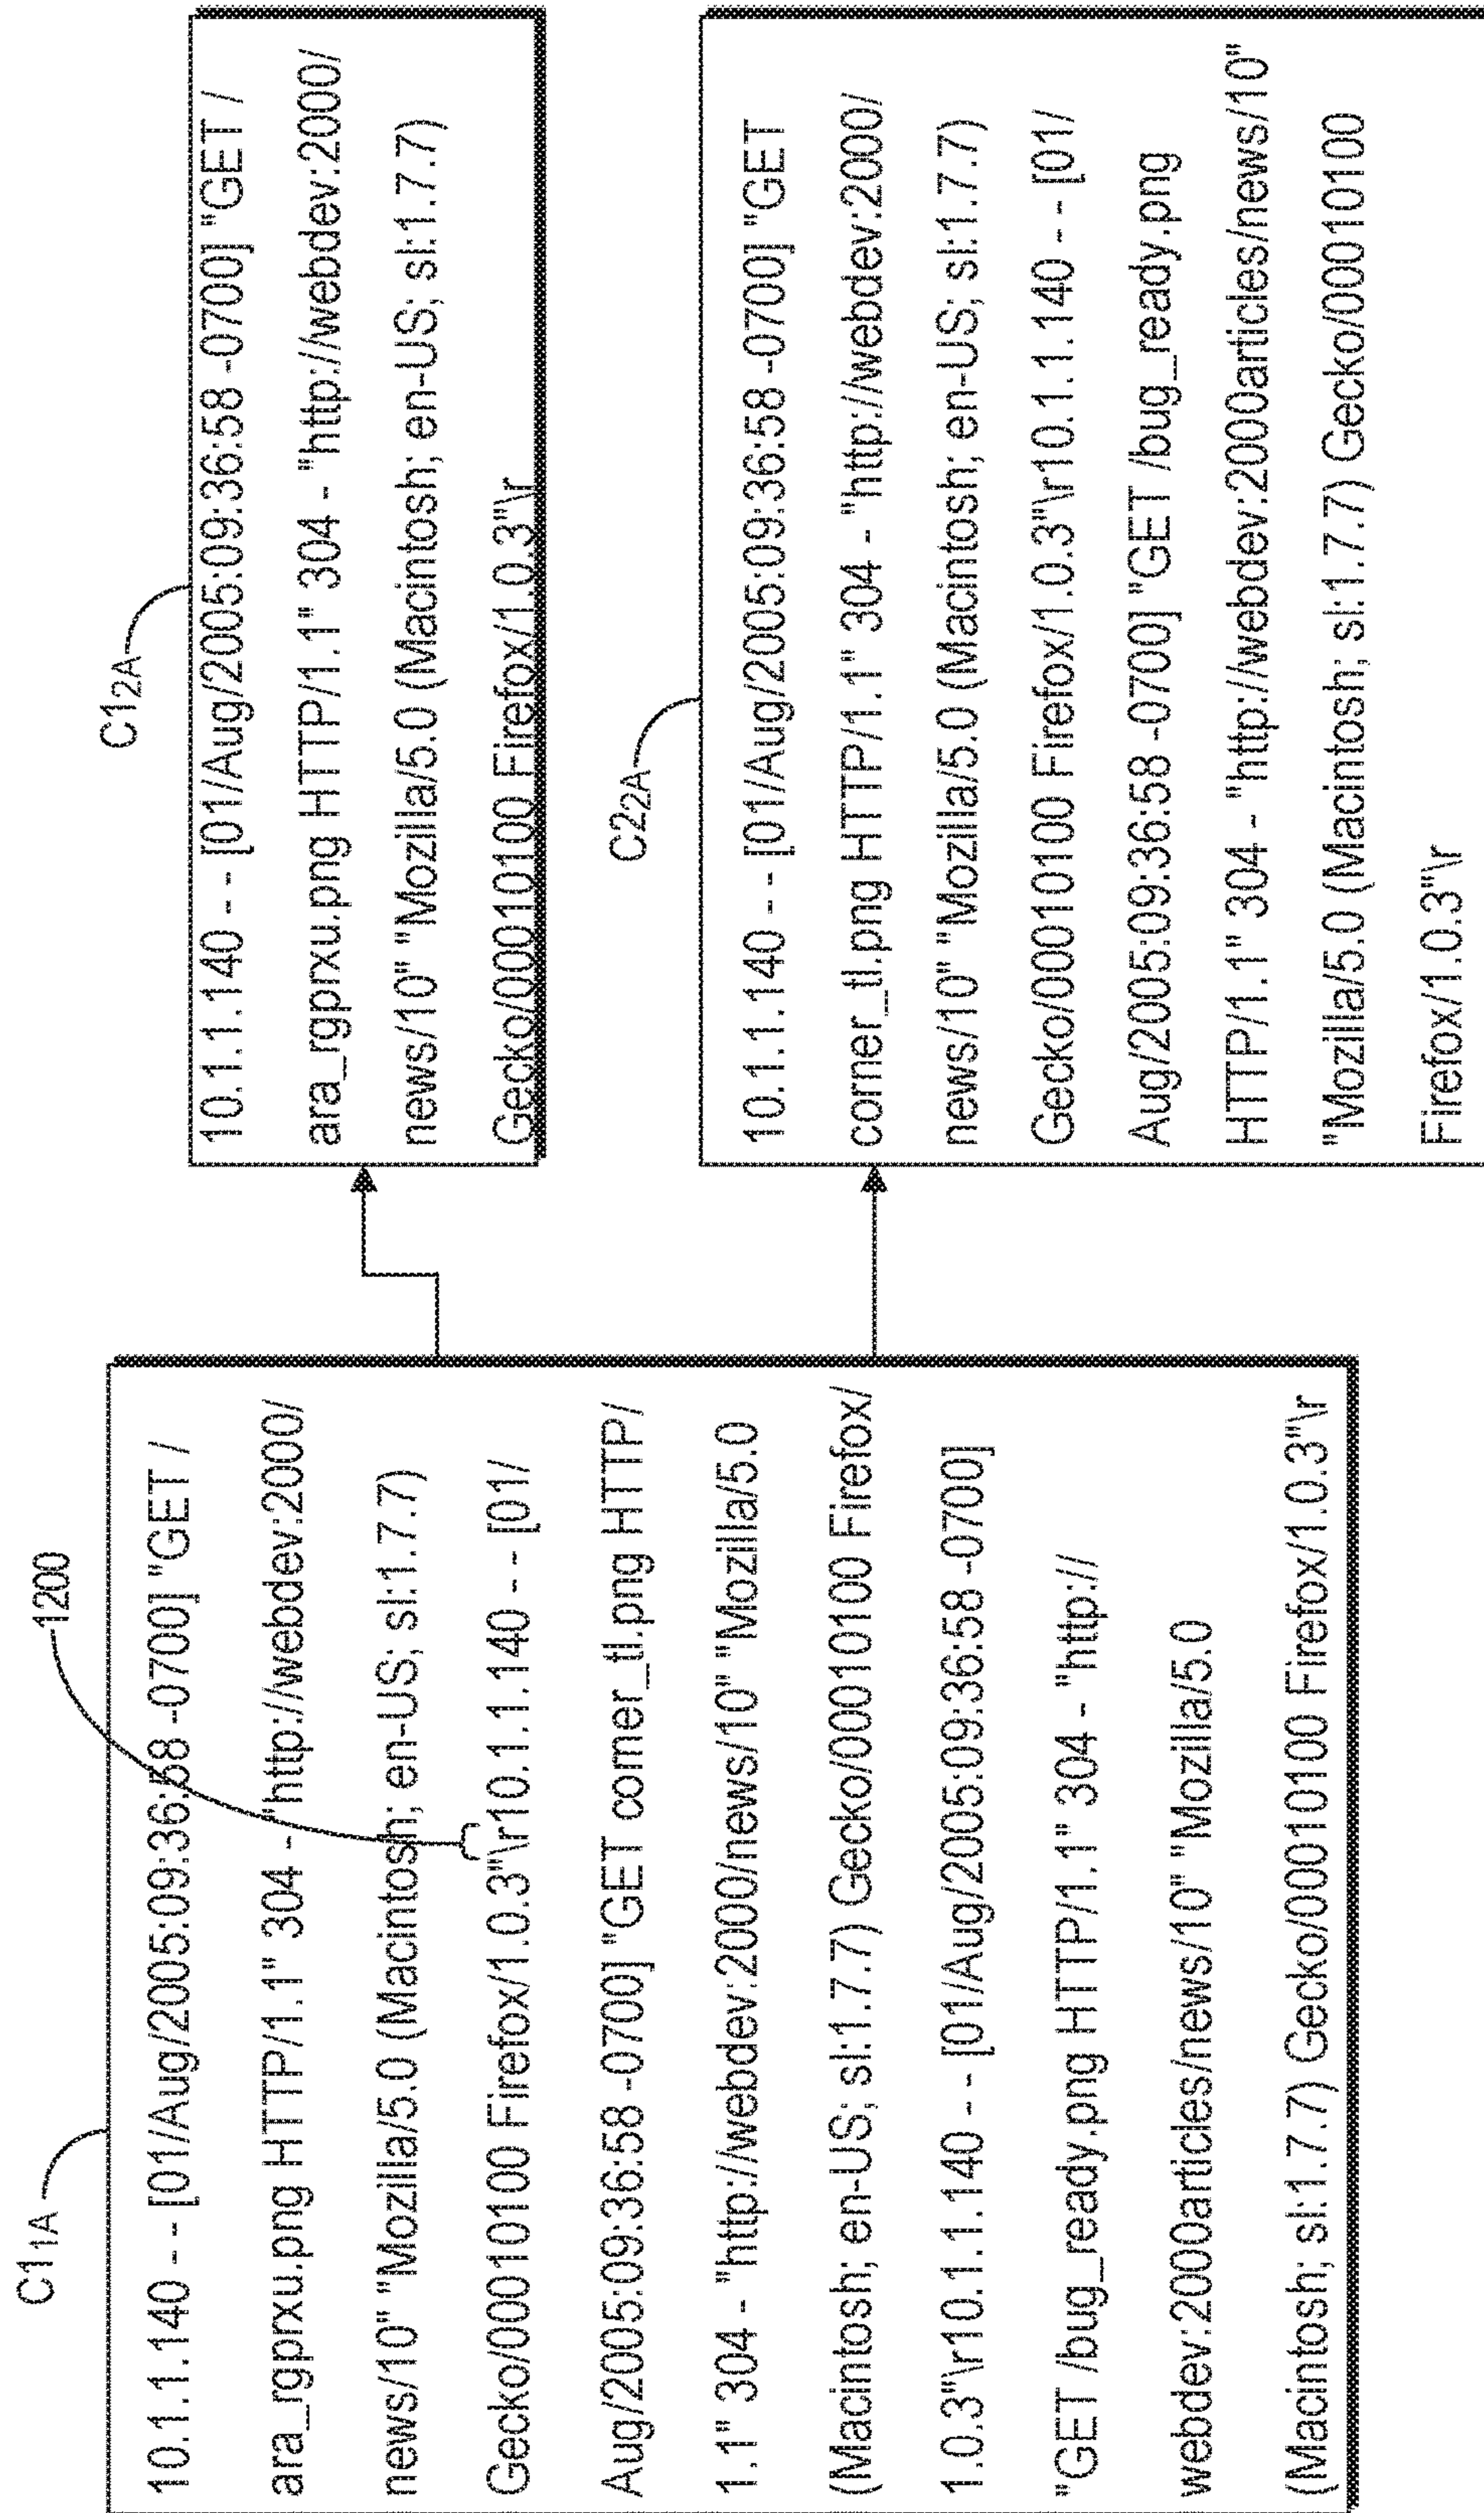 C1₁A
1200
10.1.1.140 - - [01/Aug/2005:09:36:58 -0700] "GET /
ara_rgprxu.png HTTP/1.1" 304 - "http://webdev:2000/
news/10" "Mozilla/5.0 (Macintosh; en-US; sl:1.7.7)
Gecko/00010100 Firefox/1.0.3"\r10.1.1.140 - - [01/
Aug/2005:09:36:58 -0700] "GET corner_tl.png HTTP/
1.1" 304 - "http://webdev:2000/news/10" "Mozilla/5.0
(Macintosh; en-US; sl:1.7.7) Gecko/00010100 Firefox/
1.0.3"\r10.1.1.140 - - [01/Aug/2005:09:36:58 -0700]
"GET /bug_ready.png HTTP/1.1" 304 - "http://
webdev:2000articles/news/10" "Mozilla/5.0
(Macintosh; sl:1.7.7) Gecko/00010100 Firefox/1.0.3"\r
C1₂A
10.1.1.140 - - [01/Aug/2005:09:36:58 -0700] "GET /
ara_rgprxu.png HTTP/1.1" 304 - "http://webdev:2000/
news/10" "Mozilla/5.0 (Macintosh; en-US; sl:1.7.7)
Gecko/00010100 Firefox/1.0.3"\r
C2₂A
10.1.1.140 - - [01/Aug/2005:09:36:58 -0700] "GET
corner_tl.png HTTP/1.1" 304 - "http://webdev:2000/
news/10" "Mozilla/5.0 (Macintosh; en-US; sl:1.7.7)
Gecko/00010100 Firefox/1.0.3"\r10.1.1.140 - - [01/
Aug/2005:09:36:58 -0700] "GET /bug_ready.png
HTTP/1.1" 304 - "http://webdev:2000articles/news/10"
"Mozilla/5.0 (Macintosh; sl:1.7.7) Gecko/00010100
Firefox/1.0.3"\r